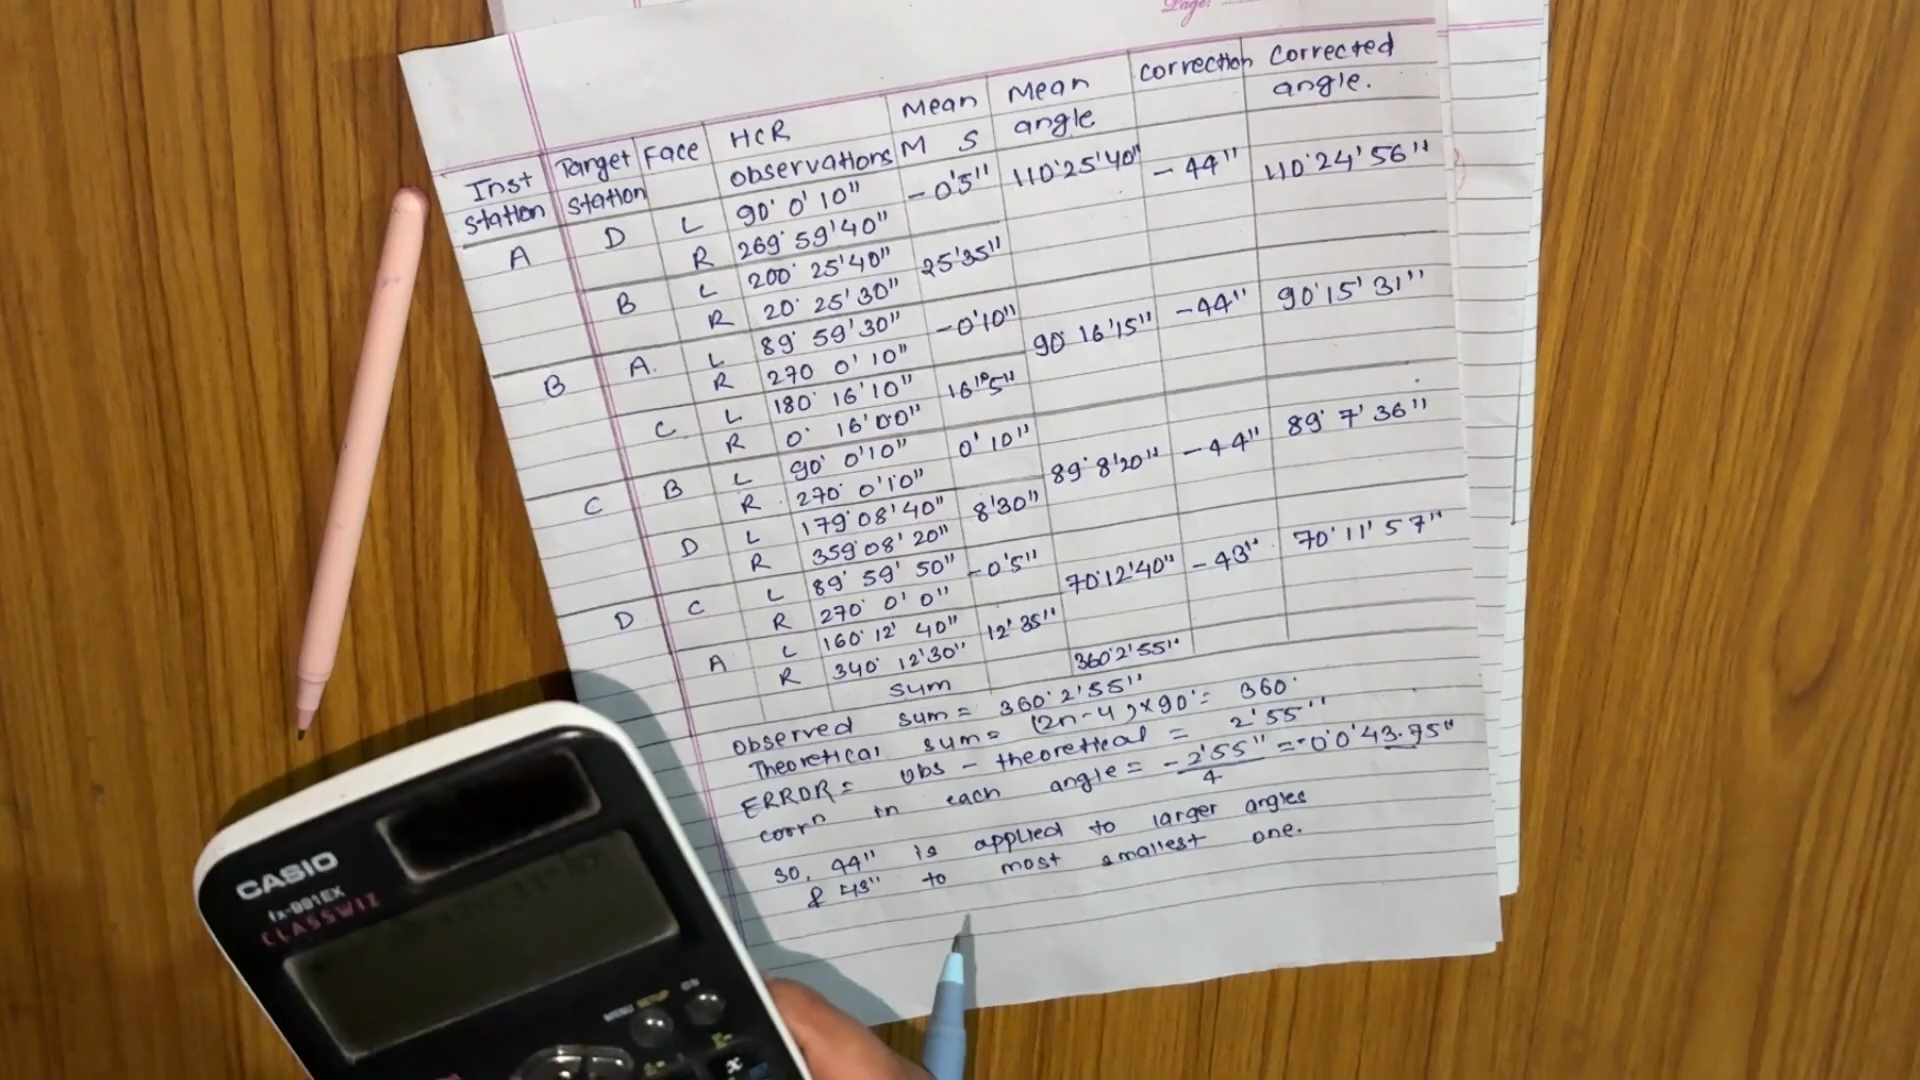 Page:
Inst station | Target station | Face | HCR observations | Mean M S | Mean angle | correction | Corrected angle.
A D L 90° 0' 10" -0'5" 110°25'40" -44" 110°24'56"
R 269°59'40"
B L 200° 25'40" 25'35"
R 20° 25'30"
B A. L 89° 59'30" -0'10" 90° 16'15" -44" 90°15'31"
R 270 0' 10"
C L 180° 16'10" 16'05"
R 0° 16'00"
C B L 90° 0'10" 0'10" 89°8'20" -44" 89° 7'36"
R 270° 0'10"
D L 179°08'40" 8'30"
R 359°08'20"
D C L 89° 59' 50" -0'5" 70°12'40" -43" 70°11'57"
R 270° 0' 0"
A L 160° 12' 40" 12'35"
R 340° 12'30"
sum 360°2'55"
Observed sum = 360°2'55"
Theoretical sum = (2n-4)×90° = 360°
ERROR = obs - theoretical = 2'55"
corrⁿ in each angle = -2'55"/4 = -0°0'43.75"
so, 44" is applied to larger angles
& 43" to most smallest one.
CASIO
fx-991EX
CLASSWIZ
MENU SETUP ON
x